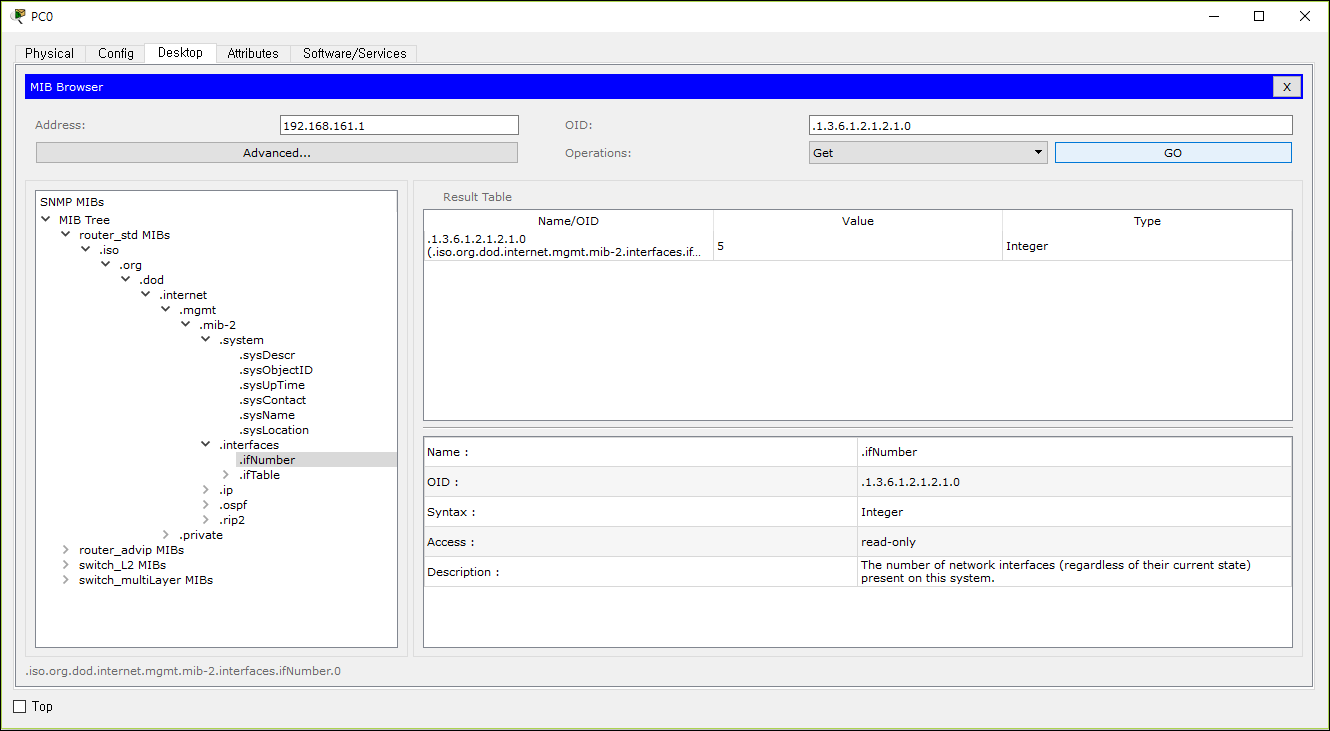 PC0
Physical Config Desktop Attributes Software/Services
MIB Browser X
Address: 192.168.161.1 OID: .1.3.6.1.2.1.2.1.0
Advanced... Operations: Get GO
SNMP MIBs
MIB Tree
router_std MIBs
.iso
.org
.dod
.internet
.mgmt
.mib-2
.system
.sysDescr
.sysObjectID
.sysUpTime
.sysContact
.sysName
.sysLocation
.interfaces
.ifNumber
.ifTable
.ip
.ospf
.rip2
.private
router_advip MIBs
switch_L2 MIBs
switch_multiLayer MIBs
Result Table
Name/OID Value Type
.1.3.6.1.2.1.2.1.0
(.iso.org.dod.internet.mgmt.mib-2.interfaces.if... 5 Integer
Name : .ifNumber
OID : .1.3.6.1.2.1.2.1.0
Syntax : Integer
Access : read-only
Description : The number of network interfaces (regardless of their current state)
present on this system.
.iso.org.dod.internet.mgmt.mib-2.interfaces.ifNumber.0
Top